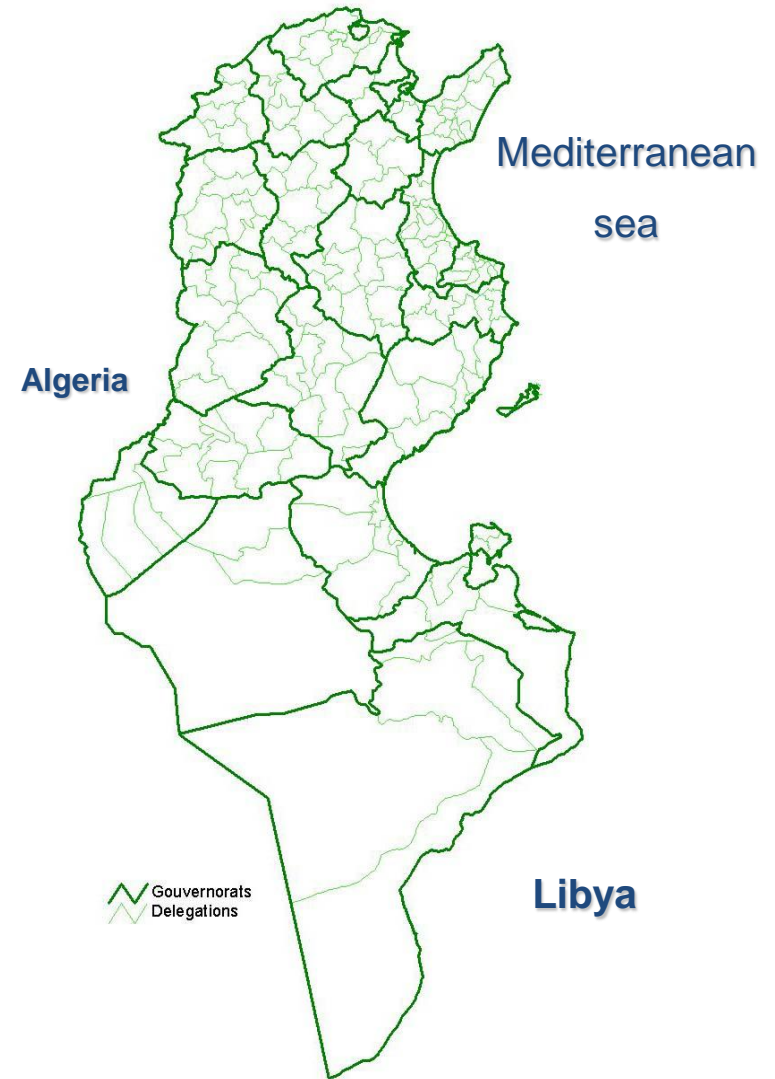 Mediterranean
sea
Algeria
Gouvernorats
Delegations
Libya